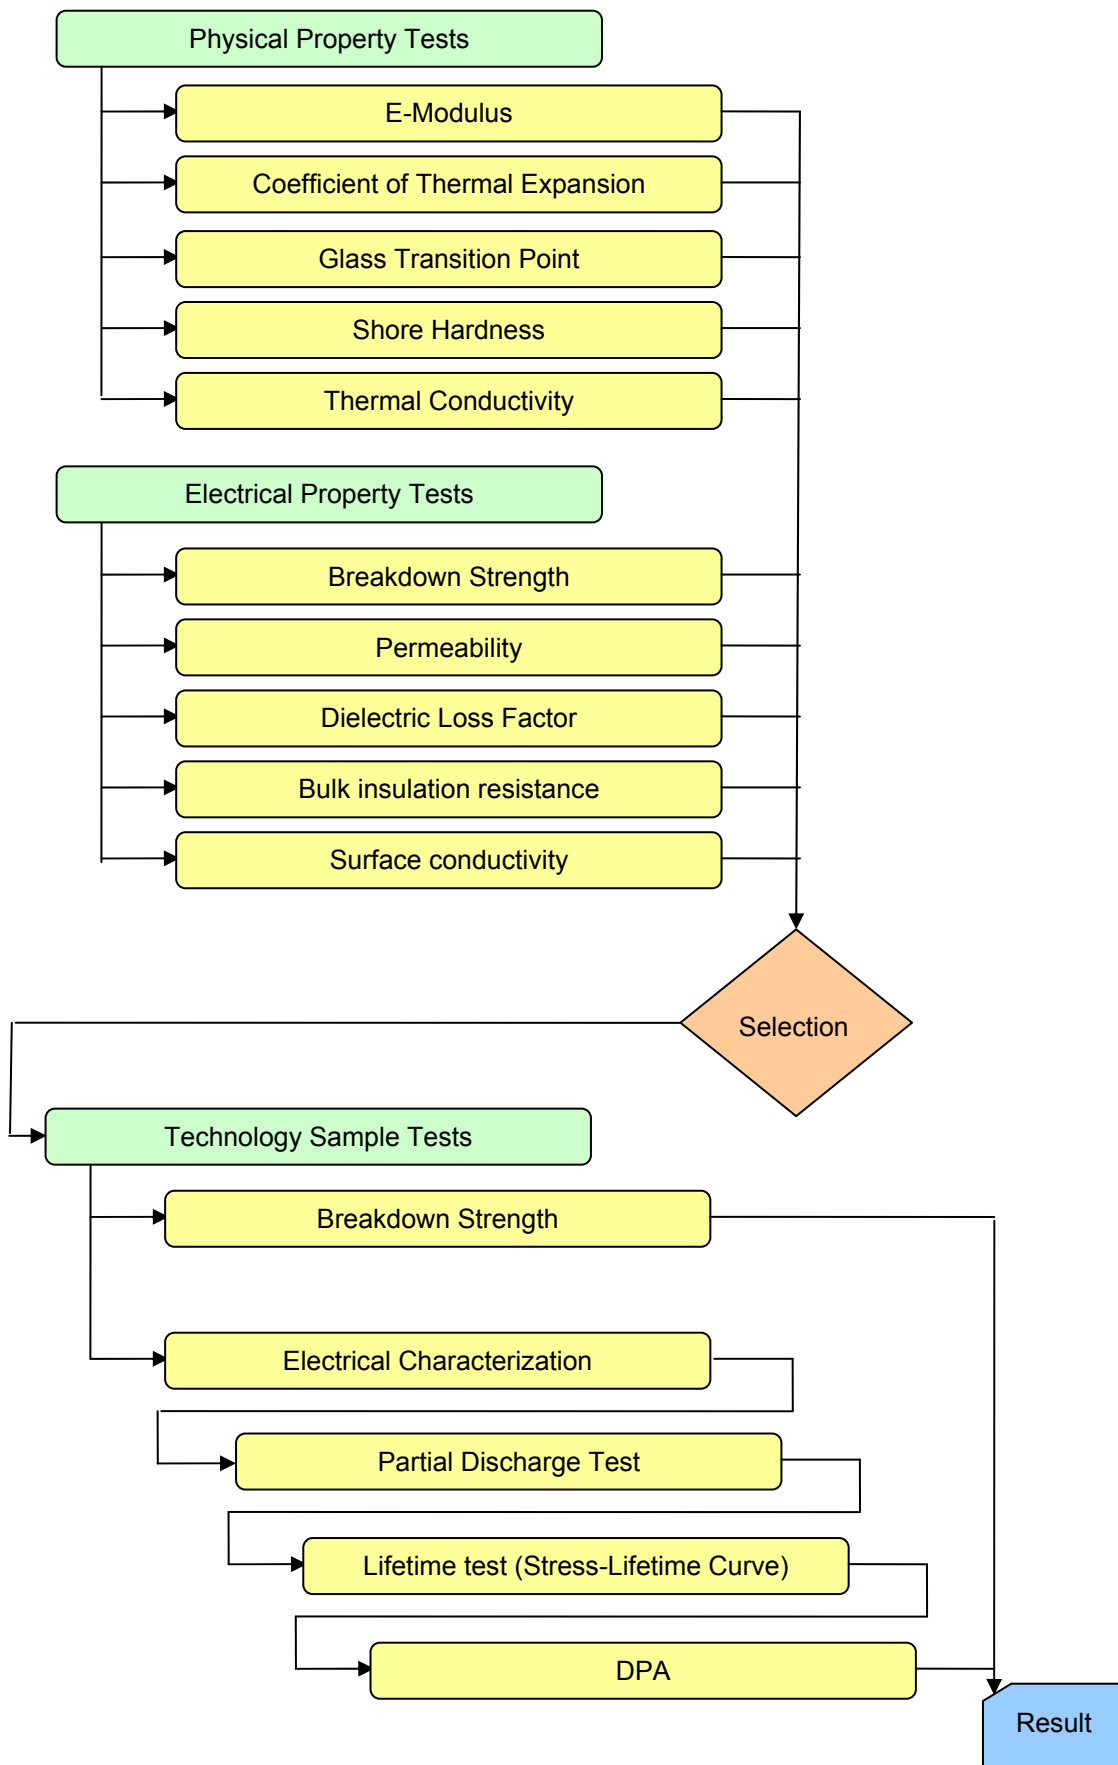 Physical Property Tests
E-Modulus
Coefficient of Thermal Expansion
Glass Transition Point
Shore Hardness
Thermal Conductivity
Electrical Property Tests
Breakdown Strength
Permeability
Dielectric Loss Factor
Bulk insulation resistance
Surface conductivity
Selection
Technology Sample Tests
Breakdown Strength
Electrical Characterization
Partial Discharge Test
Lifetime test (Stress-Lifetime Curve)
DPA
Result